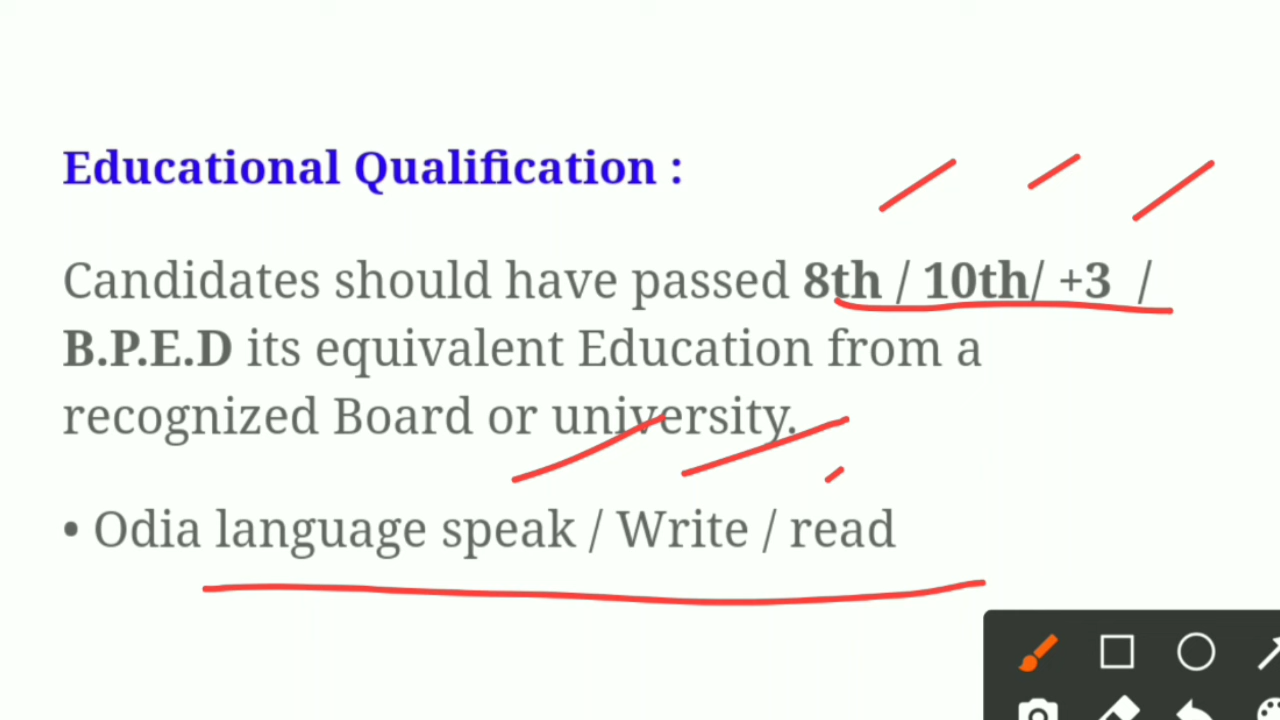 Educational Qualification :
Candidates should have passed 8th / 10th/ +3 /
B.P.E.D its equivalent Education from a
recognized Board or university.
• Odia language speak / Write / read